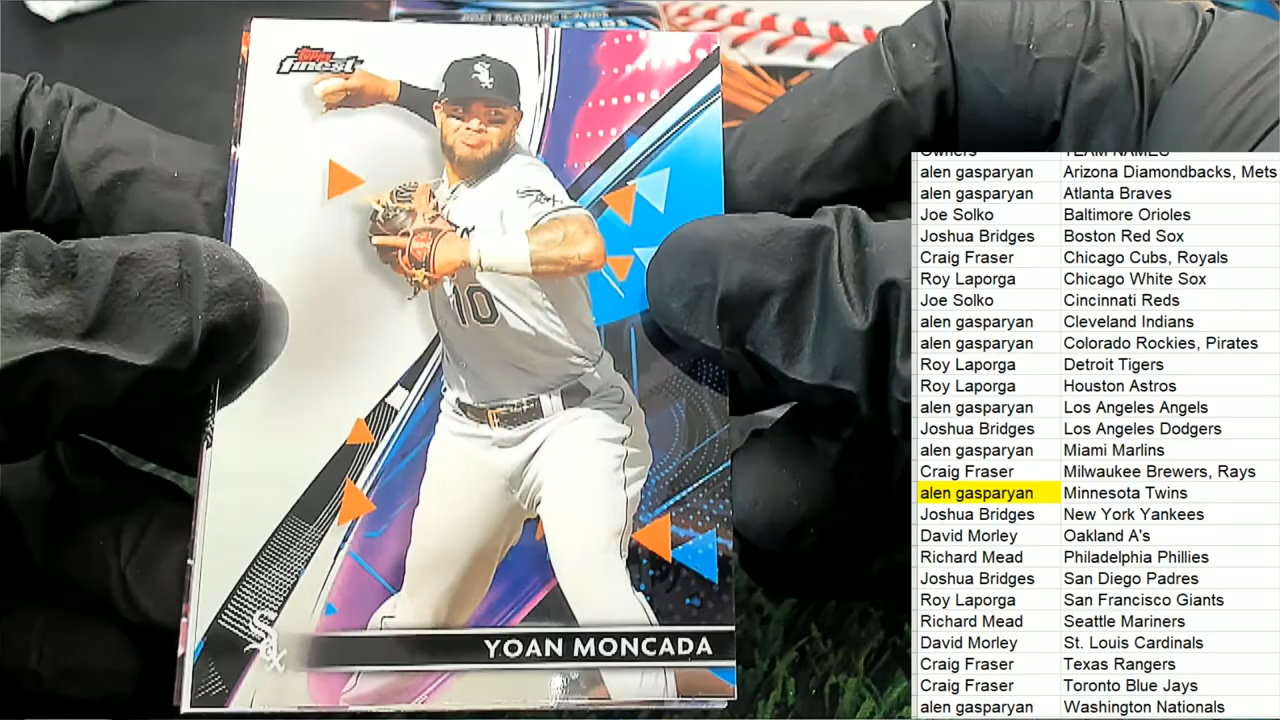 TOPPS
finest
SOX
10
SOX
YOAN MONCADA
Owners TEAM NAMES
alen gasparyan Arizona Diamondbacks, Mets
alen gasparyan Atlanta Braves
Joe Solko Baltimore Orioles
Joshua Bridges Boston Red Sox
Craig Fraser Chicago Cubs, Royals
Roy Laporga Chicago White Sox
Joe Solko Cincinnati Reds
alen gasparyan Cleveland Indians
alen gasparyan Colorado Rockies, Pirates
Roy Laporga Detroit Tigers
Roy Laporga Houston Astros
alen gasparyan Los Angeles Angels
Joshua Bridges Los Angeles Dodgers
alen gasparyan Miami Marlins
Craig Fraser Milwaukee Brewers, Rays
alen gasparyan Minnesota Twins
Joshua Bridges New York Yankees
David Morley Oakland A's
Richard Mead Philadelphia Phillies
Joshua Bridges San Diego Padres
Roy Laporga San Francisco Giants
Richard Mead Seattle Mariners
David Morley St. Louis Cardinals
Craig Fraser Texas Rangers
Craig Fraser Toronto Blue Jays
alen gasparyan Washington Nationals